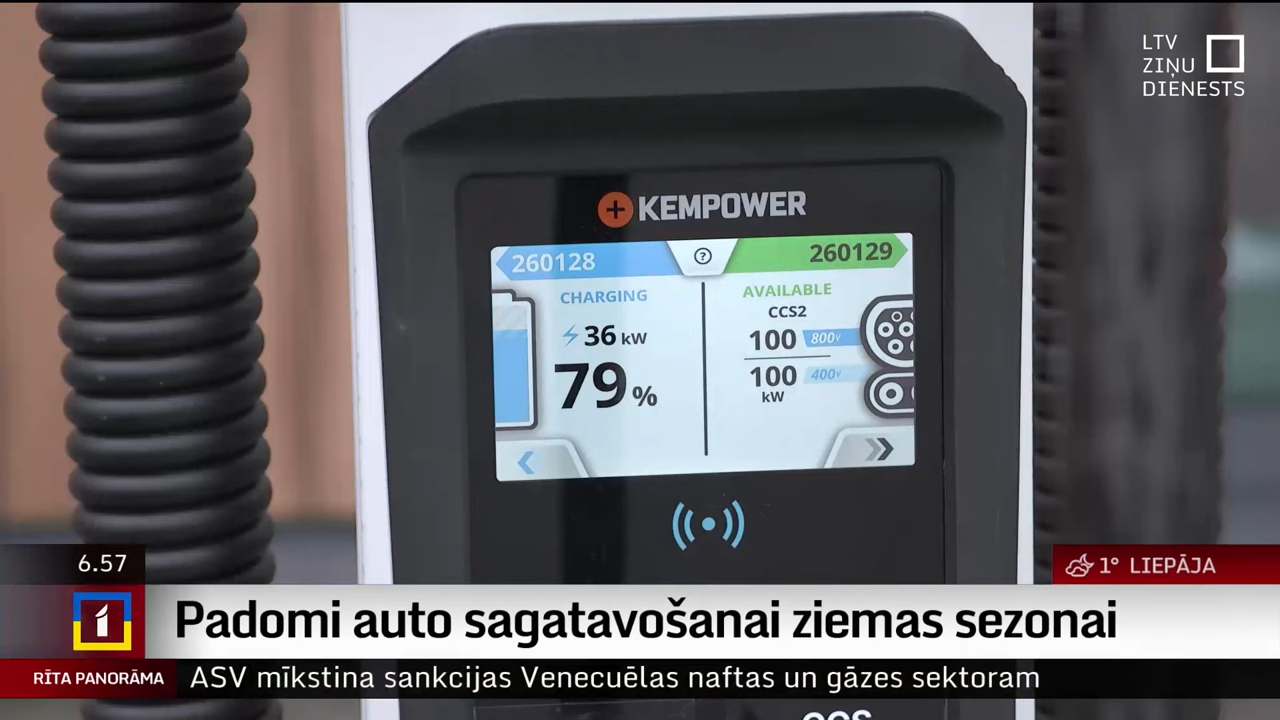 LTV
ZIŅU
DIENESTS
KEMPOWER
260128
?
260129
CHARGING
36 kW
79 %
AVAILABLE
CCS2
100 800V
100 400V
kW
6.57
1° LIEPĀJA
1
Padomi auto sagatavošanai ziemas sezonai
RĪTA PANORĀMA
ASV mīkstina sankcijas Venecuēlas naftas un gāzes sektoram